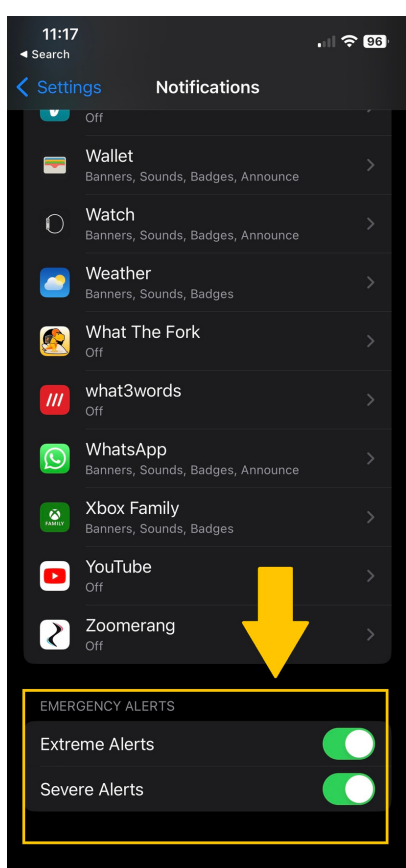 11:17
96
◀ Search
Settings
Notifications
Off
Wallet
Banners, Sounds, Badges, Announce
Watch
Banners, Sounds, Badges, Announce
Weather
Banners, Sounds, Badges
What The Fork
Off
what3words
Off
WhatsApp
Banners, Sounds, Badges, Announce
FAMILY
Xbox Family
Banners, Sounds, Badges
YouTube
Off
Zoomerang
Off
EMERGENCY ALERTS
Extreme Alerts
Severe Alerts